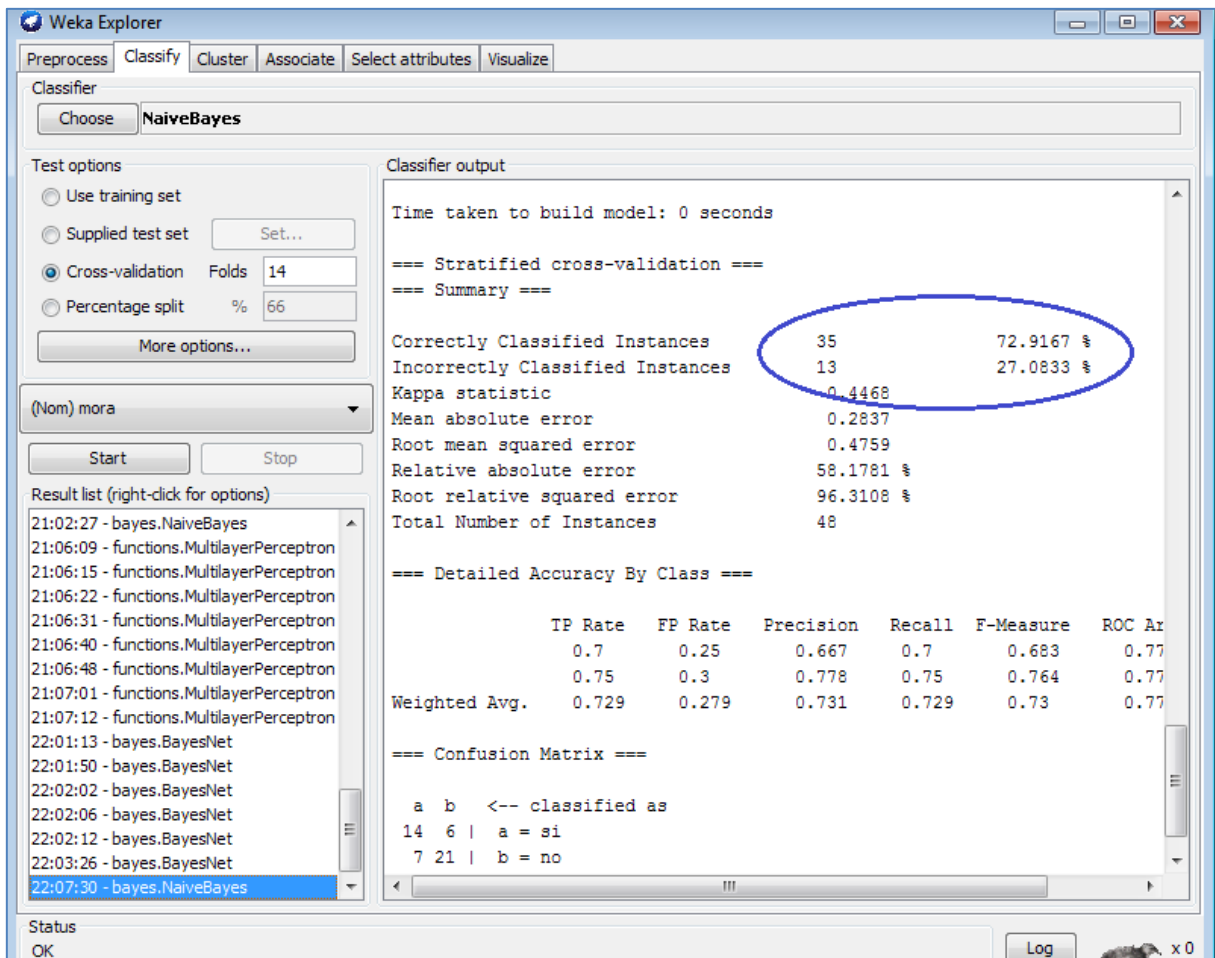 Weka Explorer
Preprocess Classify Cluster Associate Select attributes Visualize
Classifier
Choose NaiveBayes
Test options
Use training set
Supplied test set Set...
Cross-validation Folds 14
Percentage split % 66
More options...
(Nom) mora
Start Stop
Result list (right-click for options)
21:02:27 - bayes.NaiveBayes
21:06:09 - functions.MultilayerPerceptron
21:06:15 - functions.MultilayerPerceptron
21:06:22 - functions.MultilayerPerceptron
21:06:31 - functions.MultilayerPerceptron
21:06:40 - functions.MultilayerPerceptron
21:06:48 - functions.MultilayerPerceptron
21:07:01 - functions.MultilayerPerceptron
21:07:12 - functions.MultilayerPerceptron
22:01:13 - bayes.BayesNet
22:01:50 - bayes.BayesNet
22:02:02 - bayes.BayesNet
22:02:06 - bayes.BayesNet
22:02:12 - bayes.BayesNet
22:03:26 - bayes.BayesNet
22:07:30 - bayes.NaiveBayes
Classifier output
Time taken to build model: 0 seconds
=== Stratified cross-validation ===
=== Summary ===
Correctly Classified Instances 35 72.9167 %
Incorrectly Classified Instances 13 27.0833 %
Kappa statistic 0.4468
Mean absolute error 0.2837
Root mean squared error 0.4759
Relative absolute error 58.1781 %
Root relative squared error 96.3108 %
Total Number of Instances 48
=== Detailed Accuracy By Class ===
TP Rate FP Rate Precision Recall F-Measure ROC Ar
0.7 0.25 0.667 0.7 0.683 0.77
0.75 0.3 0.778 0.75 0.764 0.77
Weighted Avg. 0.729 0.279 0.731 0.729 0.73 0.77
=== Confusion Matrix ===
a b <-- classified as
14 6 | a = si
7 21 | b = no
Status
OK
Log x 0